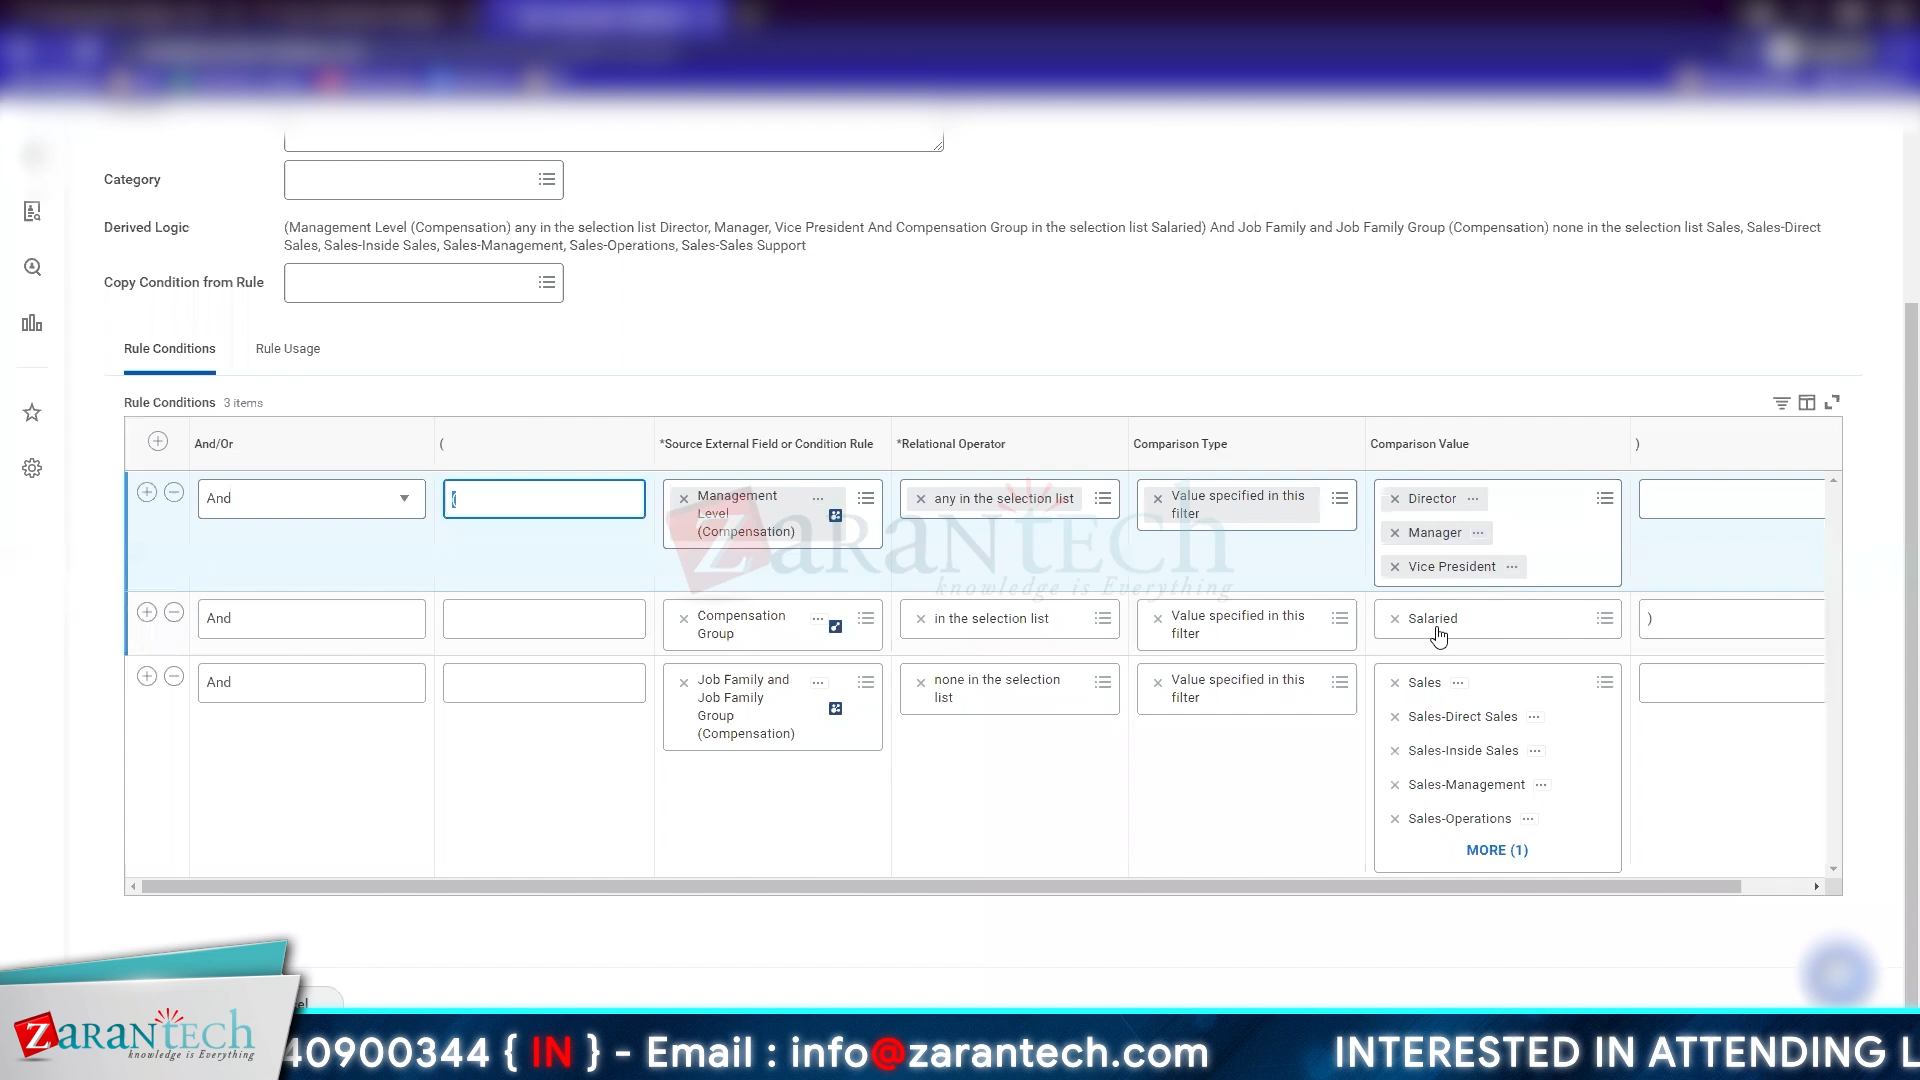 Category
Derived Logic
(Management Level (Compensation) any in the selection list Director, Manager, Vice President And Compensation Group in the selection list Salaried) And Job Family and Job Family Group (Compensation) none in the selection list Sales, Sales-Direct
Sales, Sales-Inside Sales, Sales-Management, Sales-Operations, Sales-Sales Support
Copy Condition from Rule
Rule Conditions
Rule Usage
Rule Conditions 3 items
And/Or
(
*Source External Field or Condition Rule
*Relational Operator
Comparison Type
Comparison Value
)
And
(
Management
Level
(Compensation)
any in the selection list
Value specified in this
filter
Director
Manager
Vice President
And
Compensation
Group
in the selection list
Value specified in this
filter
Salaried
)
And
Job Family and
Job Family
Group
(Compensation)
none in the selection
list
Value specified in this
filter
Sales
Sales-Direct Sales
Sales-Inside Sales
Sales-Management
Sales-Operations
MORE (1)
ZaranTech
knowledge is Everything
ZaranTech
knowledge is Everything
40900344 { IN } - Email : info@zarantech.com
INTERESTED IN ATTENDING L